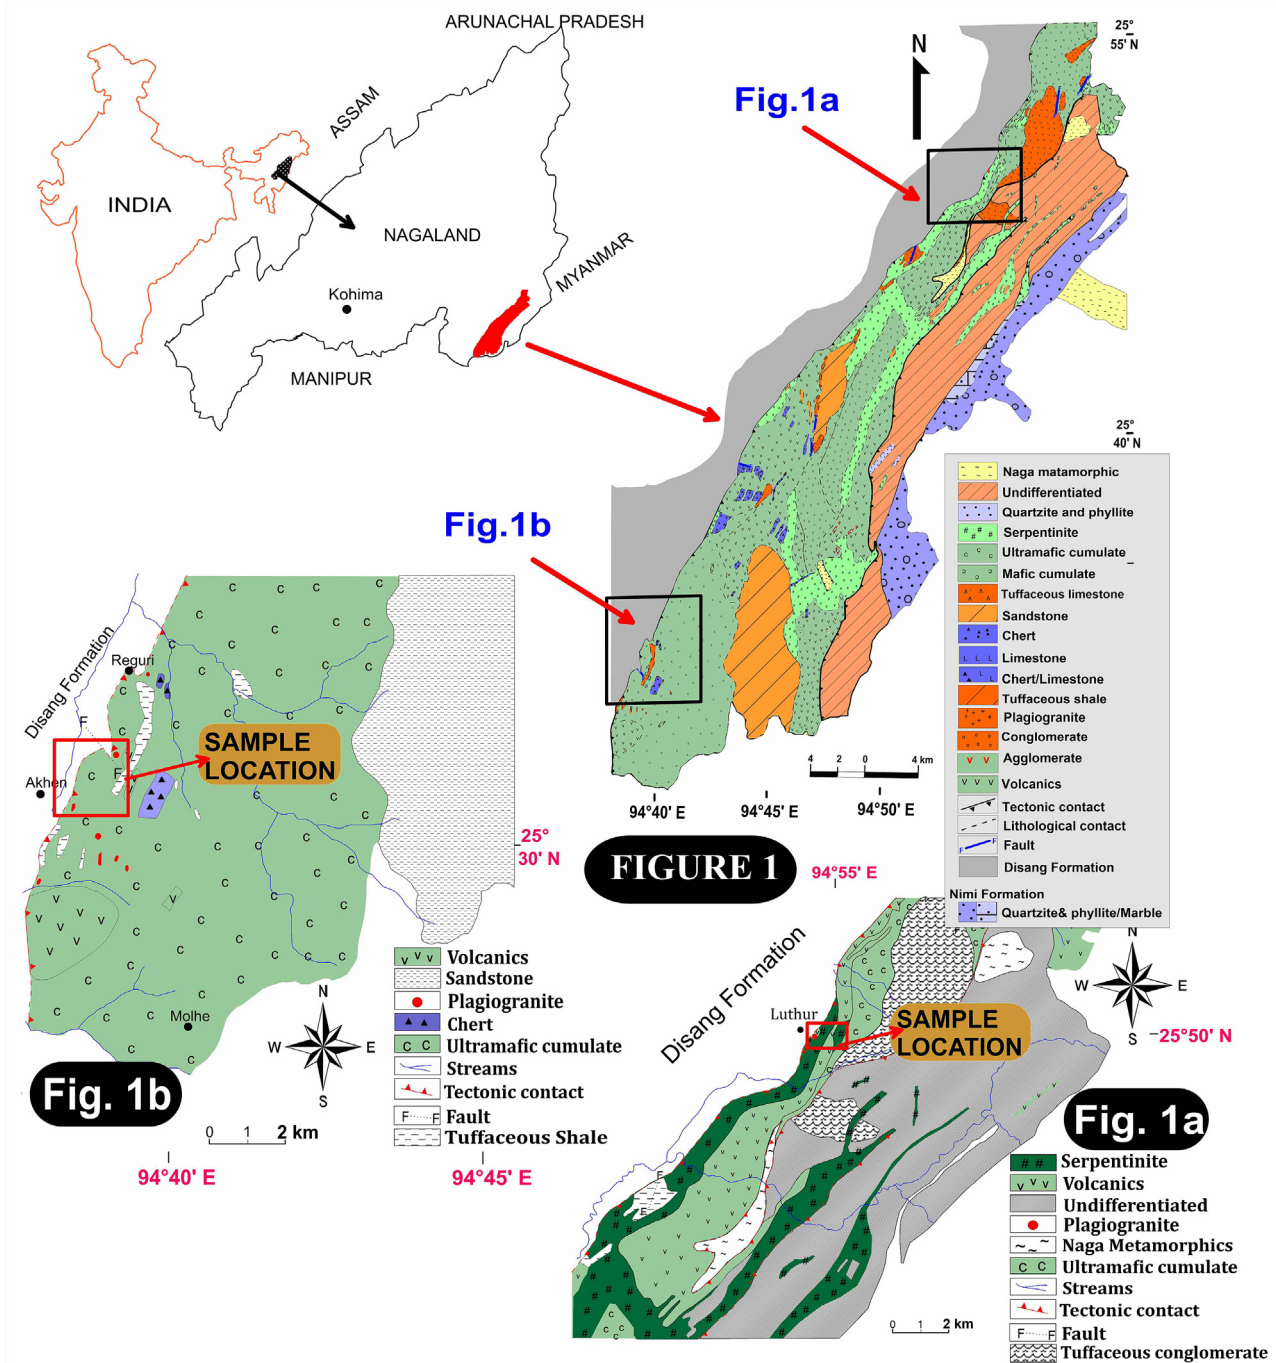 ARUNACHAL PRADESH
ASSAM
INDIA
NAGALAND
MYANMAR
Kohima
MANIPUR
N
25°
55' N
Fig.1a
25°
40' N
Fig.1b
Naga matamorphic
Undifferentiated
Quartzite and phyllite
Serpentinite
Ultramafic cumulate
Mafic cumulate
Tuffaceous limestone
Sandstone
Chert
Limestone
Chert/Limestone
Tuffaceous shale
Plagiogranite
Conglomerate
Agglomerate
Volcanics
Tectonic contact
Lithological contact
F F
Fault
Disang Formation
Nimi Formation
Quartzite& phyllite/Marble
4 2 0 4 km
94°40' E
94°45' E
94°50' E
FIGURE 1
Disang Formation
Reguri
F
F
SAMPLE
LOCATION
Akhen
25°
30' N
Molhe
N
W E
S
Fig. 1b
0 1 2 km
94°40' E
94°45' E
Volcanics
Sandstone
Plagiogranite
Chert
Ultramafic cumulate
Streams
Tectonic contact
F F
Fault
Tuffaceous Shale
94°55' E
Disang Formation
Luthur
SAMPLE
LOCATION
N
W E
S
25°50' N
F
F
Fig. 1a
0 1 2 km
Serpentinite
Volcanics
Undifferentiated
Plagiogranite
Naga Metamorphics
Ultramafic cumulate
Streams
Tectonic contact
F F
Fault
Tuffaceous conglomerate